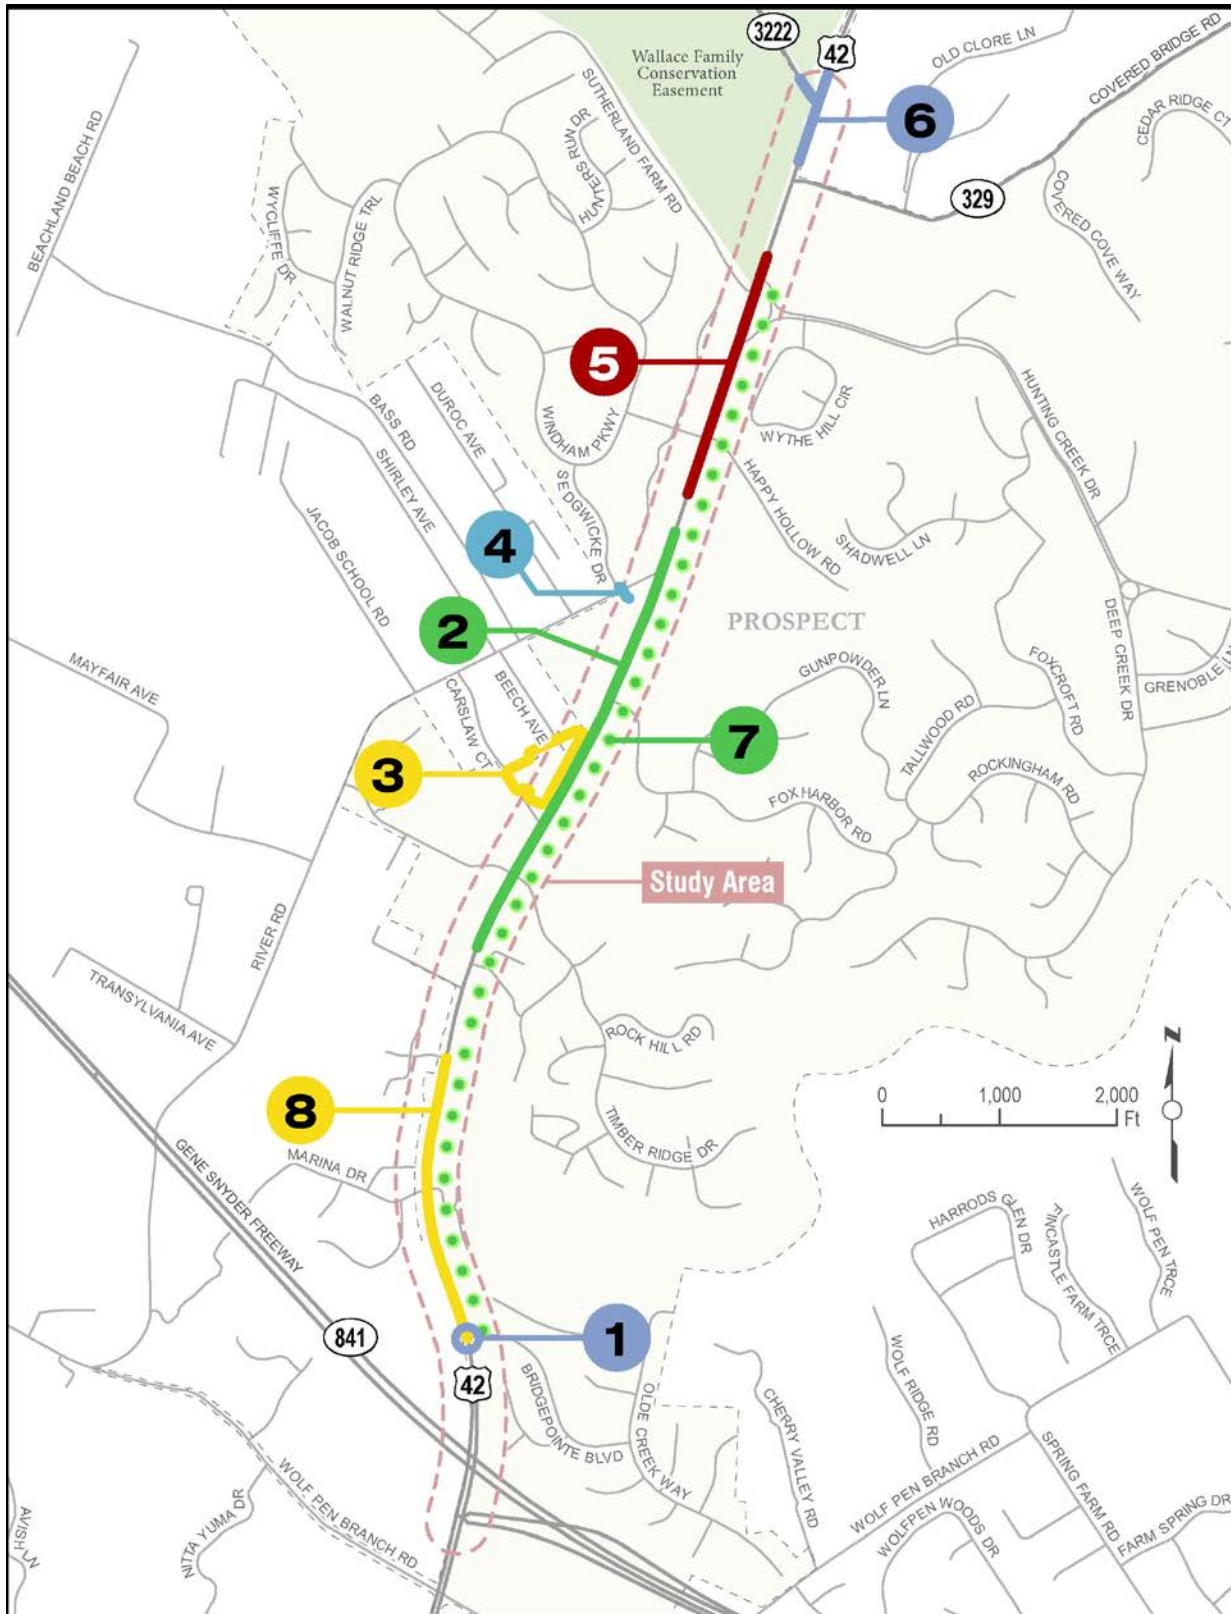 3222
42
Wallace Family
Conservation
Easement
OLD CLORE LN
COVERED BRIDGE RD
SUTHERLAND FARM RD
6
CEDAR RIDGE CT
BEACHLAND BEACH RD
HUNTERS RUN DR
WYCLIFFE DR
WALNUT RIDGE TRL
329
COVERED COVE WAY
5
DUROC AVE
BASS RD
WINDHAM PKWY
WYTHE HILL CIR
HUNTING CREEK DR
SHIRLEY AVE
SEDGWICKE DR
HAPPY HOLLOW RD
JACOB SCHOOL RD
4
SHADWELL LN
2
PROSPECT
DEEP CREEK DR
MAYFAIR AVE
CARSLAW CT
BEECH AVE
GUNPOWDER LN
FOXCROFT RD
GRENOBLE LN
7
TALLWOOD RD
3
ROCKINGHAM RD
FOX HARBOR RD
Study Area
RIVER RD
TRANSYLVANIA AVE
ROCK HILL RD
Z
0 1,000 2,000
Ft
8
TIMBER RIDGE DR
GENE SNYDER FREEWAY
MARINA DR
HARRODS GLEN DR
FINCASTLE FARM TRCE
WOLF PEN TRCE
841
1
42
BRIDGEPOINTE BLVD
OLDE CREEK WAY
CHERRY VALLEY RD
WOLF RIDGE RD
WOLF PEN BRANCH RD
SPRING FARM RD
WOLF PEN BRANCH RD
NITTA YUMA DR
AVISH LN
WOLFPEN WOODS DR
FARM SPRING DR